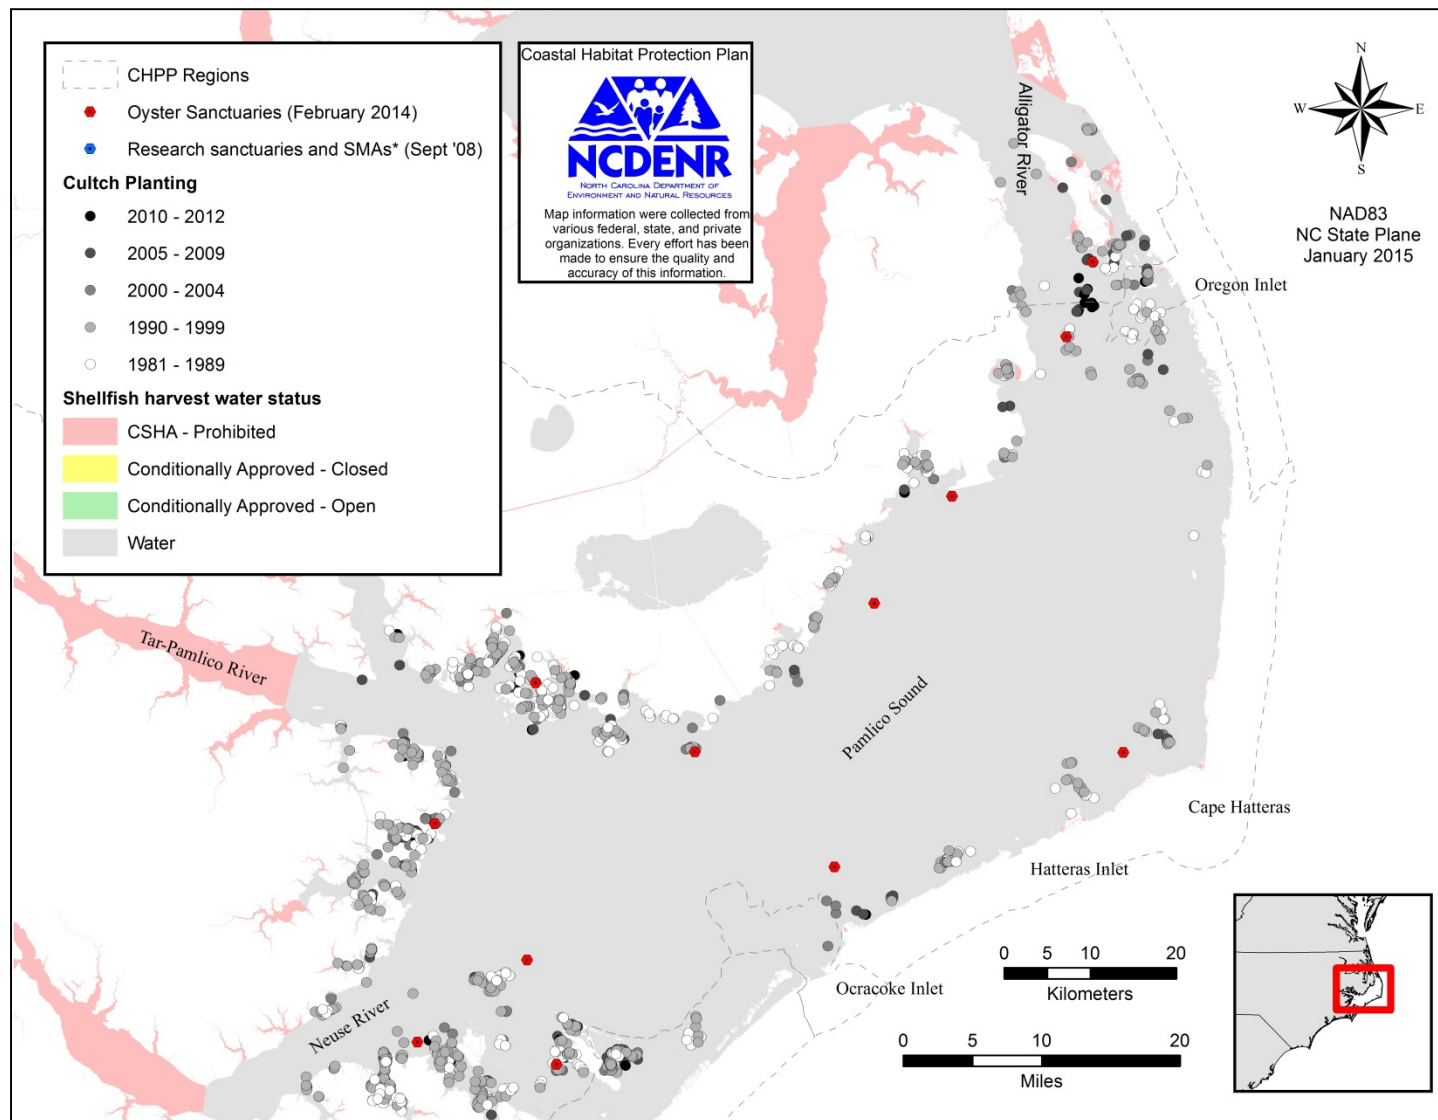 CHPP Regions
Oyster Sanctuaries (February 2014)
Research sanctuaries and SMAs* (Sept '08)
Cultch Planting
2010 - 2012
2005 - 2009
2000 - 2004
1990 - 1999
1981 - 1989
Shellfish harvest water status
CSHA - Prohibited
Conditionally Approved - Closed
Conditionally Approved - Open
Water
Coastal Habitat Protection Plan
NCDENR
NORTH CAROLINA DEPARTMENT OF
ENVIRONMENT AND NATURAL RESOURCES
Map information were collected from
various federal, state, and private
organizations. Every effort has been
made to ensure the quality and
accuracy of this information.
N
W
E
S
NAD83
NC State Plane
January 2015
Alligator River
Oregon Inlet
Tar-Pamlico River
Pamlico Sound
Cape Hatteras
Hatteras Inlet
Ocracoke Inlet
Neuse River
0 5 10 20
Kilometers
0 5 10 20
Miles